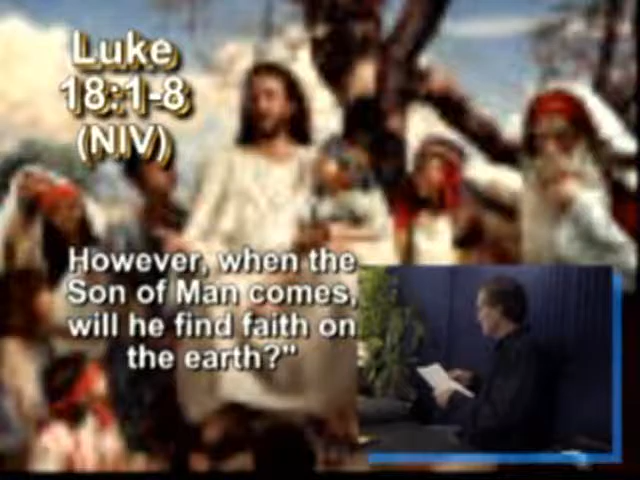 Luke
18:1-8
(NIV)
However, when the
Son of Man comes,
will he find faith on
the earth?"